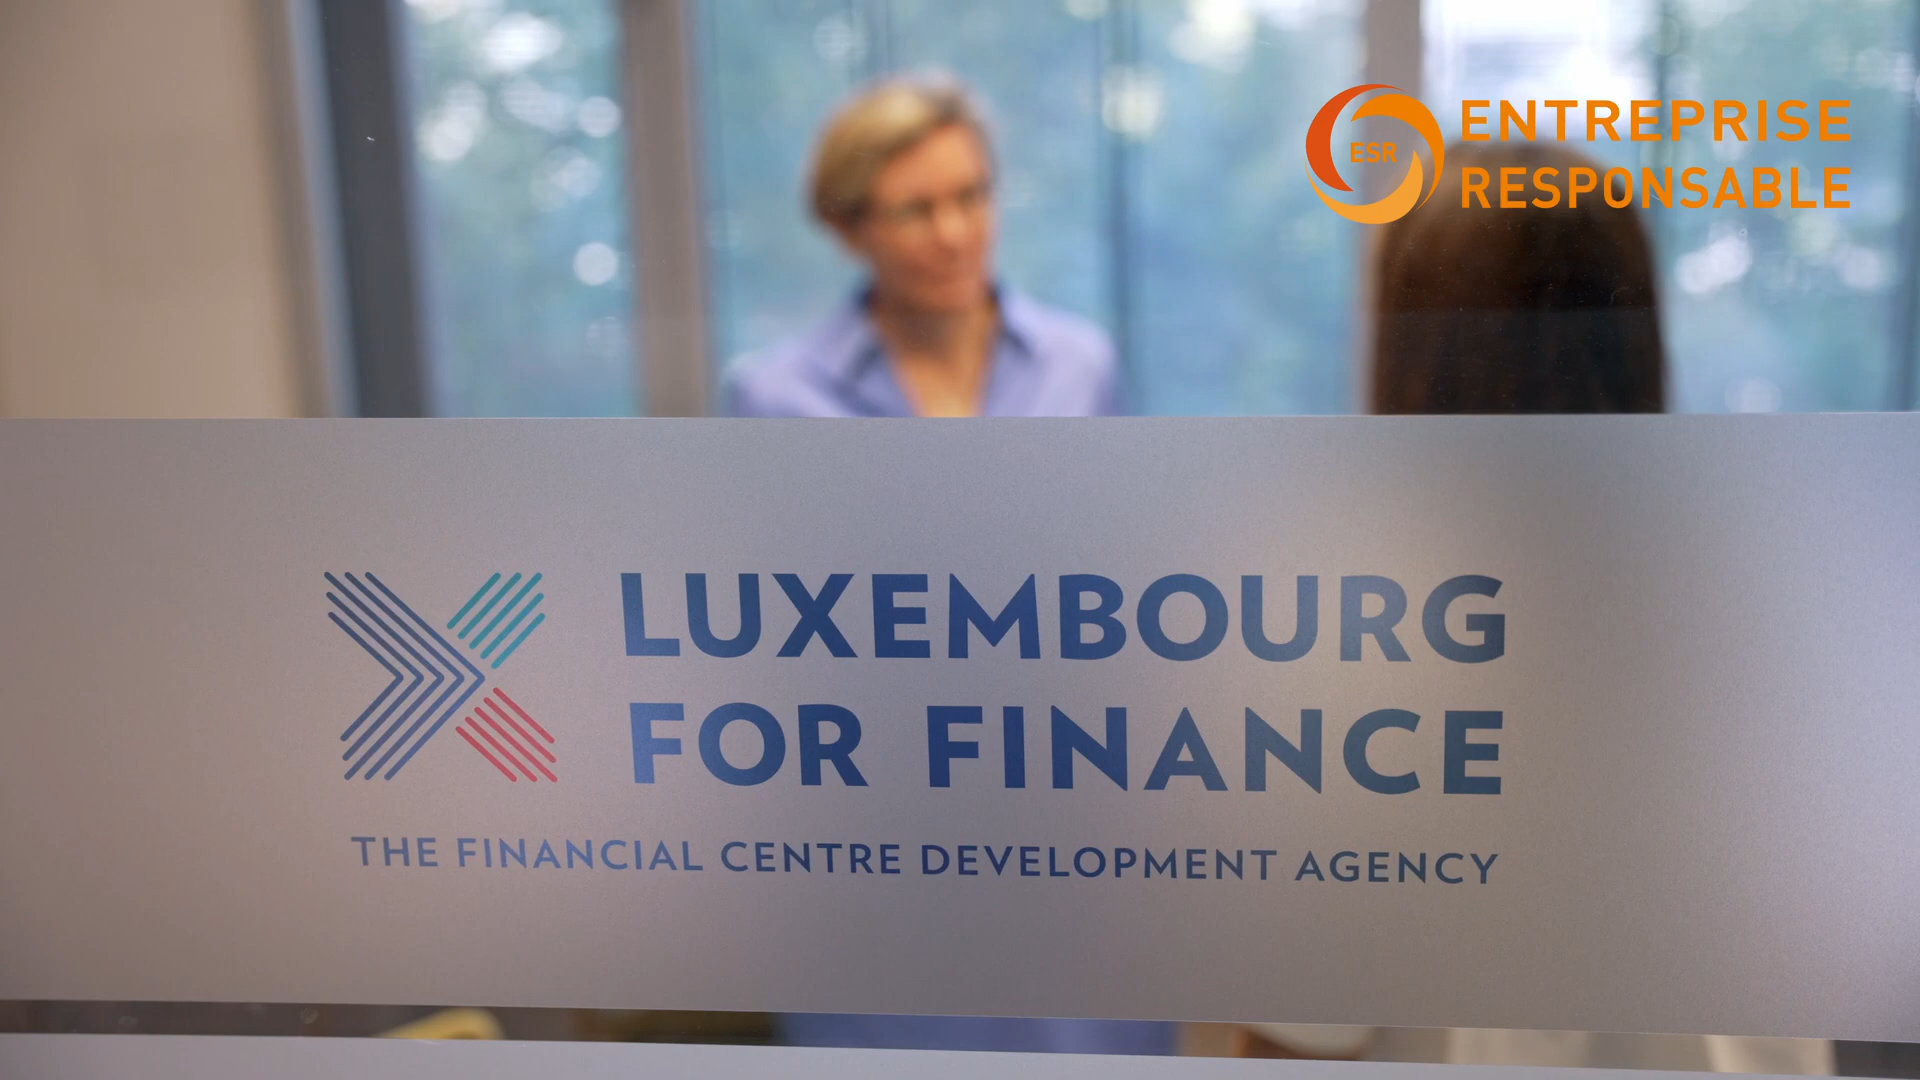 ESR
ENTREPRISE
RESPONSABLE
LUXEMBOURG
FOR FINANCE
THE FINANCIAL CENTRE DEVELOPMENT AGENCY